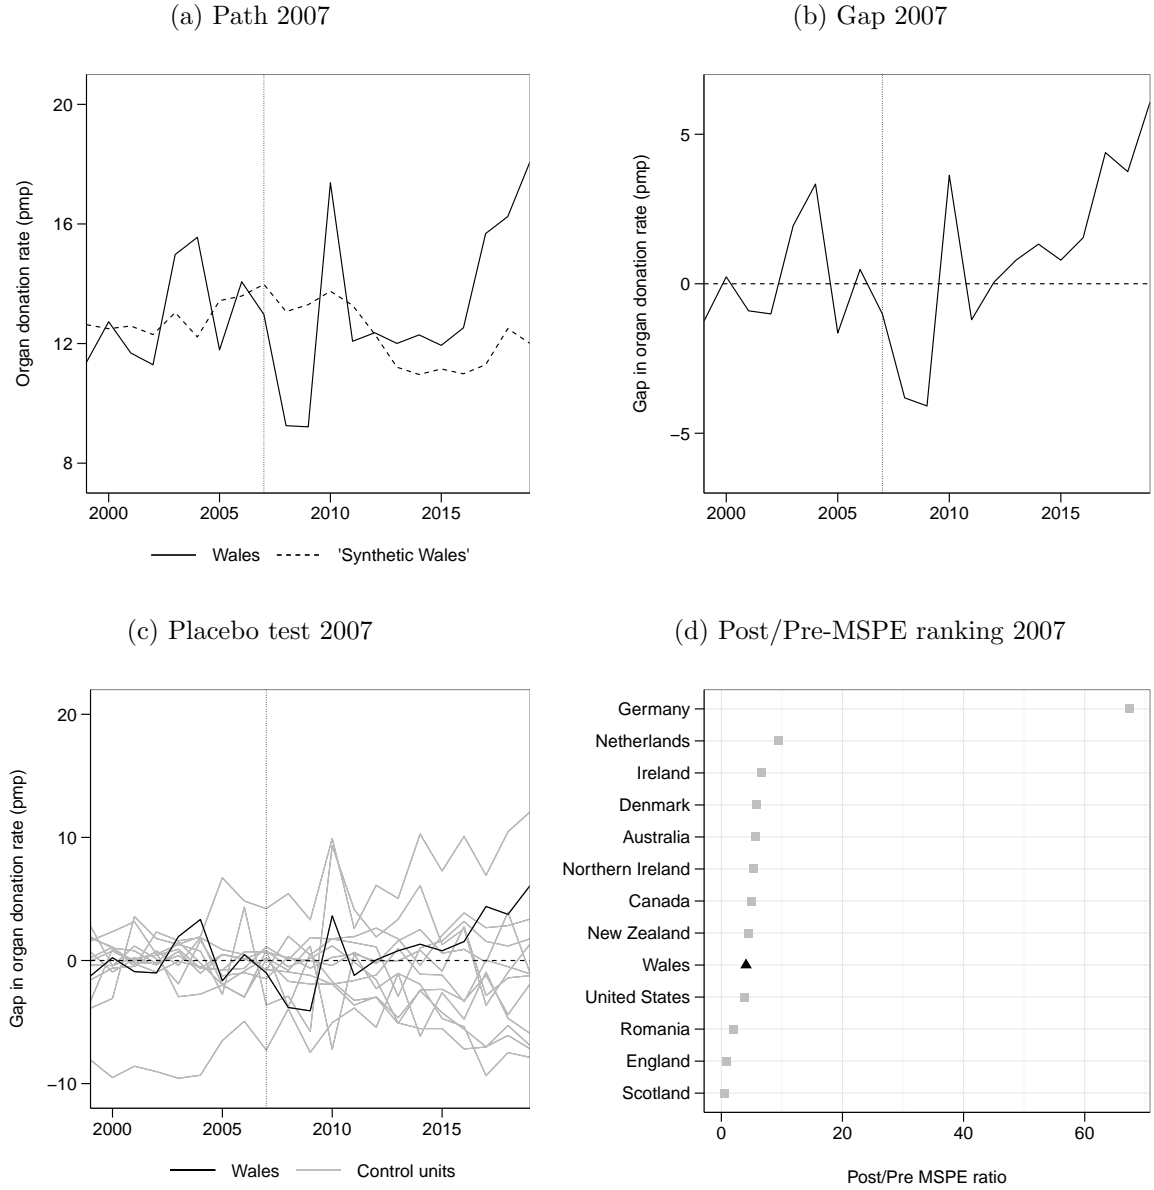 (a) Path 2007
Organ donation rate (pmp)
20
16
12
8
2000 2005 2010 2015
Wales 'Synthetic Wales'
(b) Gap 2007
Gap in organ donation rate (pmp)
5
0
−5
2000 2005 2010 2015
(c) Placebo test 2007
Gap in organ donation rate (pmp)
20
10
0
−10
2000 2005 2010 2015
Wales Control units
(d) Post/Pre-MSPE ranking 2007
Germany
Netherlands
Ireland
Denmark
Australia
Northern Ireland
Canada
New Zealand
Wales
United States
Romania
England
Scotland
0 20 40 60
Post/Pre MSPE ratio